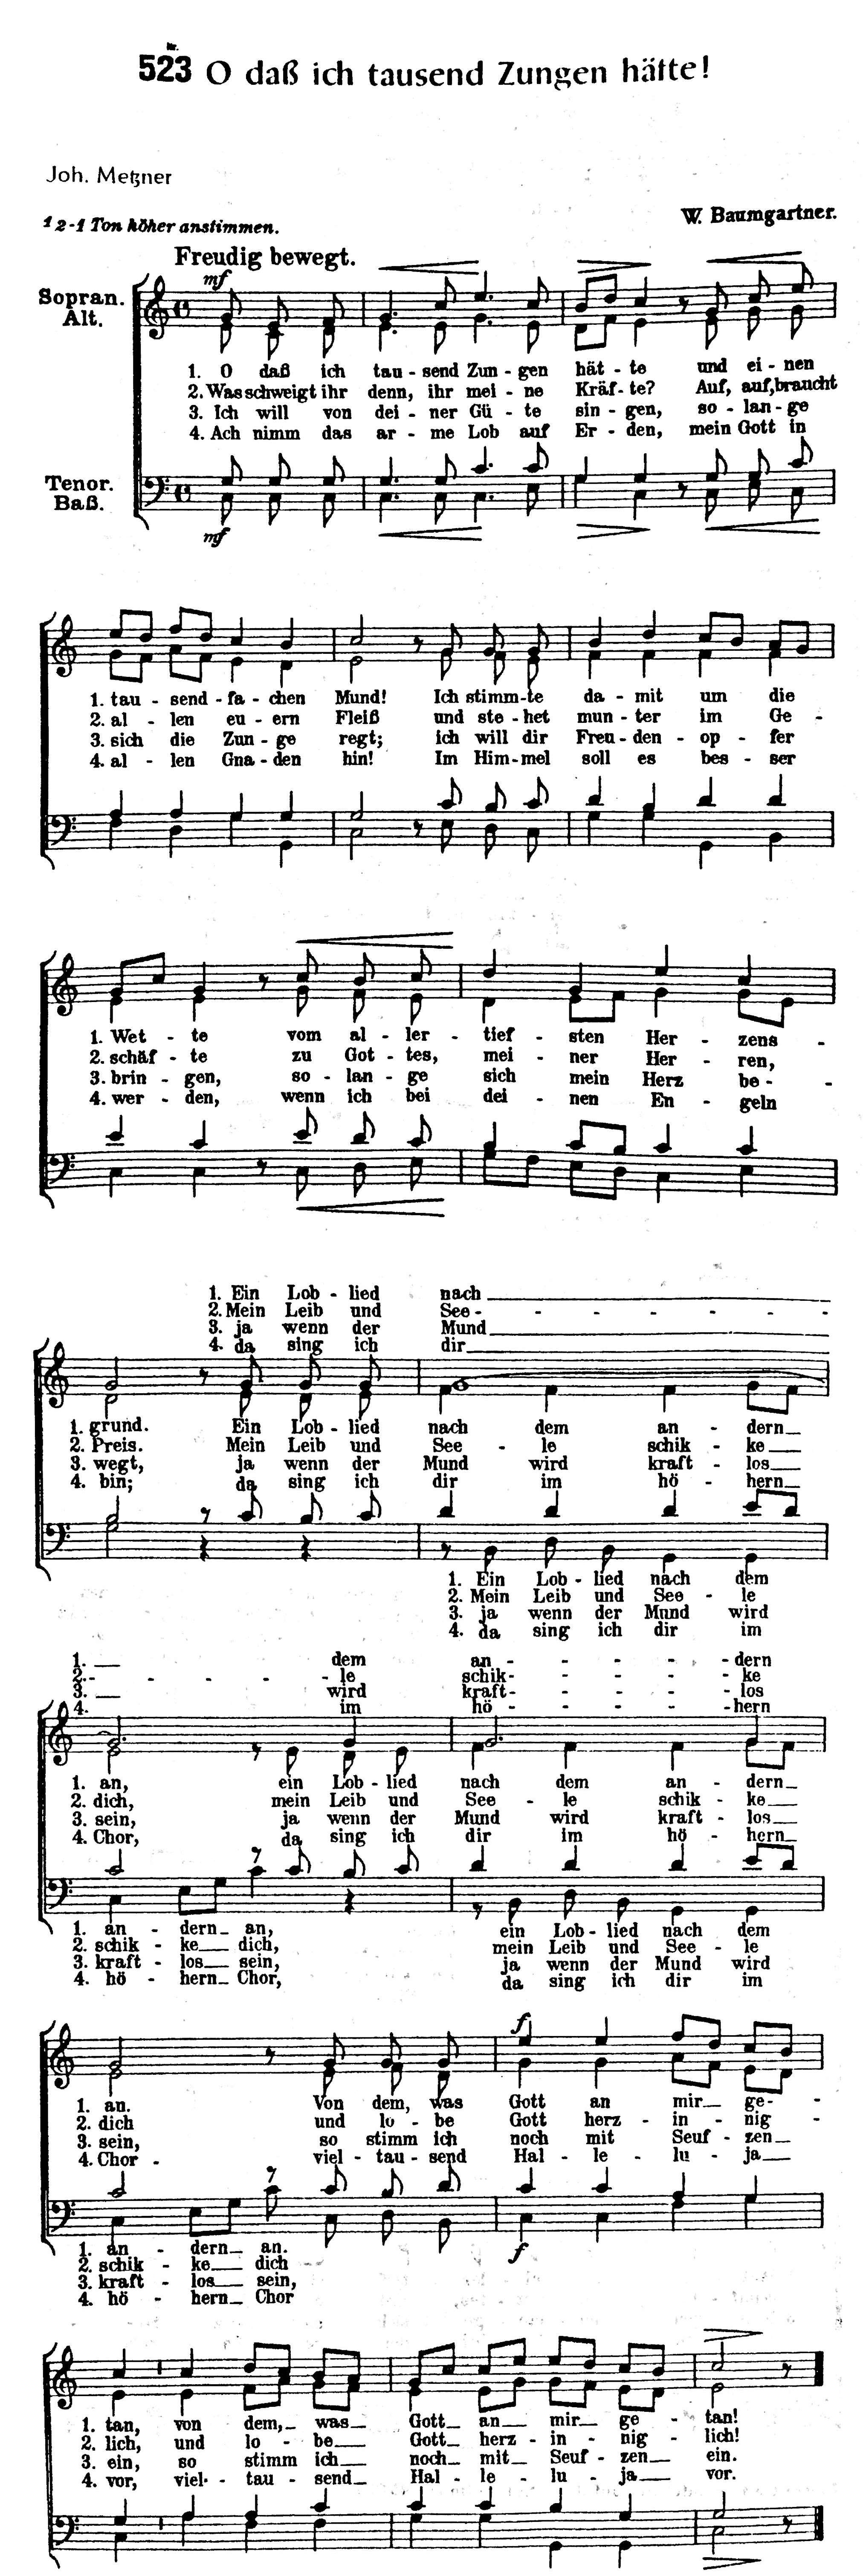 Nr.
523 O daß ich tausend Zungen hätte!
Joh. Metzner
W. Baumgartner.
1/2-1 Ton höher anstimmen.
Freudig bewegt.
mf
Sopran.
Alt.
1. O daß ich tau - send Zun - gen hät - te und ei - nen
2. Was schweigt ihr denn, ihr mei - ne Kräf - te? Auf, auf, braucht
3. Ich will von dei - ner Gü - te sin - gen, so - lan - ge
4. Ach nimm das ar - me Lob auf Er - den, mein Gott in
Tenor.
Baß.
mf
1. tau - send - fa - chen Mund! Ich stimm - te da - mit um die
2. al - len eu - ern Fleiß und ste - het mun - ter im Ge -
3. sich die Zun - ge regt; ich will dir Freu - den - op - fer
4. al - len Gna - den hin! Im Him - mel soll es bes - ser
1. Wet - te vom al - ler - tief - sten Her - zens -
2. schäf - te zu Got - tes, mei - ner Her - ren,
3. brin - gen, so - lan - ge sich mein Herz be -
4. wer - den, wenn ich bei dei - nen En - geln
1. Ein Lob - lied nach
2. Mein Leib und See -
3. ja wenn der Mund
4. da sing ich dir
1. grund. Ein Lob - lied nach dem an - dern
2. Preis. Mein Leib und See - le schik - ke
3. wegt, ja wenn der Mund wird kraft - los
4. bin; da sing ich dir im hö - hern
1. Ein Lob - lied nach dem
2. Mein Leib und See - le
3. ja wenn der Mund wird
4. da sing ich dir im
1. dem an - dern
2. - le schik - ke
3. wird kraft - los
4. im hö - hern
1. an, ein Lob - lied nach dem an - dern
2. dich, mein Leib und See - le schik - ke
3. sein, ja wenn der Mund wird kraft - los
4. Chor, da sing ich dir im hö - hern
1. an - dern an, ein Lob - lied nach dem
2. schik - ke dich, mein Leib und See - le
3. kraft - los sein, ja wenn der Mund wird
4. hö - hern Chor, da sing ich dir im
f
1. an. Von dem, was Gott an mir ge -
2. dich und lo - be Gott herz - in - nig -
3. sein, so stimm ich noch mit Seuf - zen
4. Chor - viel - tau - send Hal - le - lu - ja
f
1. an - dern an.
2. schik - ke dich
3. kraft - los sein,
4. hö - hern Chor
1. tan, von dem, was Gott an mir ge - tan!
2. lich, und lo - be Gott herz - in - nig - lich!
3. ein, so stimm ich noch mit Seuf - zen ein.
4. vor, viel - tau - send Hal - le - lu - ja vor.